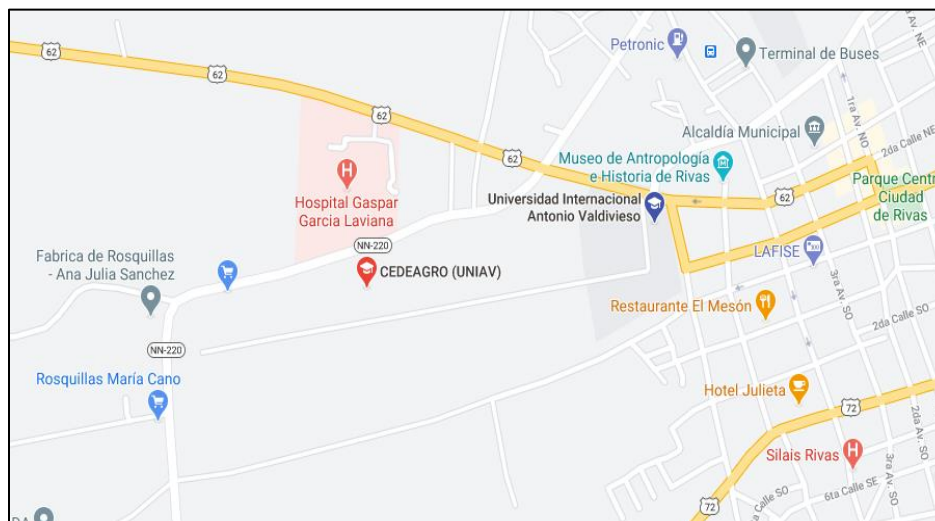 62
62
62
62
62
Petronic
Terminal de Buses
Av. NE
1ra Av. NO
Alcaldía Municipal
2da Calle NE
Museo de Antropología
e Historia de Rivas
Parque Centr
Ciudad
de Rivas
Universidad Internacional
Antonio Valdivieso
Hospital Gaspar
Garcia Laviana
NN-220
CEDEAGRO (UNIAV)
Fabrica de Rosquillas
- Ana Julia Sanchez
LAFISE
3ra Av. SO
Restaurante El Mesón
2da Calle SO
NN-220
Rosquillas María Cano
Hotel Julieta
72
2da Av. SO
Silais Rivas
3ra Av. SO
6ta Calle SE
Calle SO
72
DA